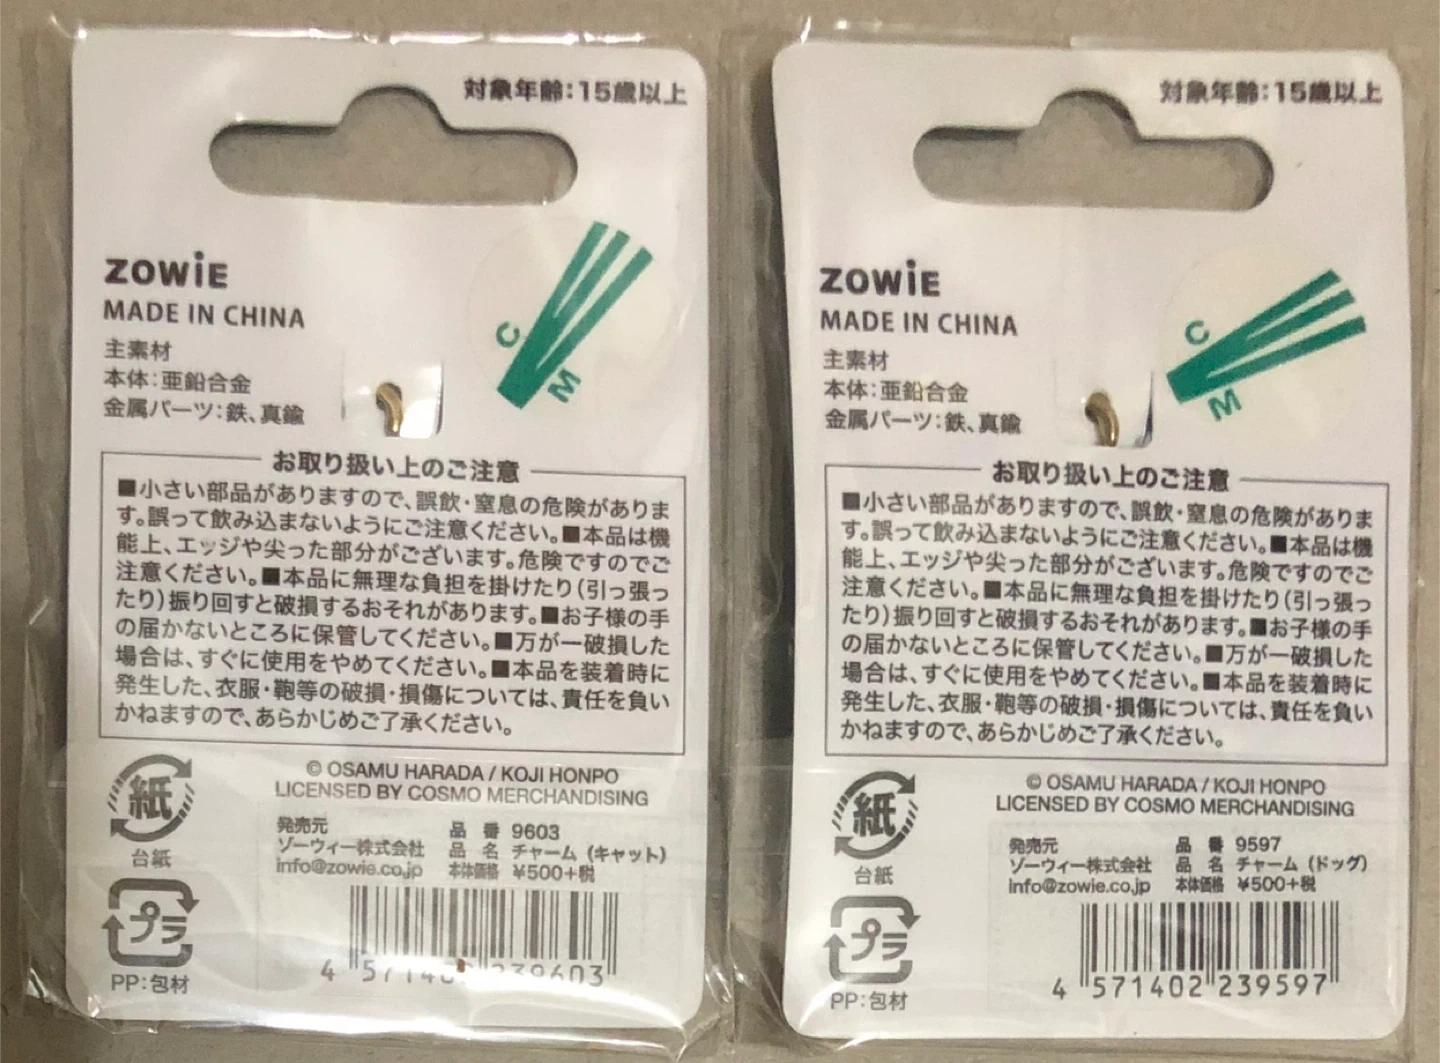 対象年齢：15歳以上
ZOWiE
MADE IN CHINA
C
M
主素材
本体：亜鉛合金
金属パーツ：鉄、真鍮
お取り扱い上のご注意
■小さい部品がありますので、誤飲・窒息の危険がありま
す。誤って飲み込まないようにご注意ください。■本品は機
能上、エッジや尖った部分がございます。危険ですのでご
注意ください。■本品に無理な負担を掛けたり（引っ張っ
たり）振り回すと破損するおそれがあります。■お子様の手
の届かないところに保管してください。■万が一破損した
場合は、すぐに使用をやめてください。■本品を装着時に
発生した、衣服・鞄等の破損・損傷については、責任を負い
かねますので、あらかじめご了承ください。
紙
台紙
プラ
PP：包材
© OSAMU HARADA / KOJI HONPO
LICENSED BY COSMO MERCHANDISING
発売元
ゾーウィー株式会社
info@zowie.co.jp
品 番 9603
品 名 チャーム（キャット）
本体価格 ¥500+税
4 571402 239603
対象年齢：15歳以上
ZOWiE
MADE IN CHINA
C
M
主素材
本体：亜鉛合金
金属パーツ：鉄、真鍮
お取り扱い上のご注意
■小さい部品がありますので、誤飲・窒息の危険がありま
す。誤って飲み込まないようにご注意ください。■本品は機
能上、エッジや尖った部分がございます。危険ですのでご
注意ください。■本品に無理な負担を掛けたり（引っ張っ
たり）振り回すと破損するおそれがあります。■お子様の手
の届かないところに保管してください。■万が一破損した
場合は、すぐに使用をやめてください。■本品を装着時に
発生した、衣服・鞄等の破損・損傷については、責任を負い
かねますので、あらかじめご了承ください。
紙
台紙
プラ
PP：包材
© OSAMU HARADA / KOJI HONPO
LICENSED BY COSMO MERCHANDISING
発売元
ゾーウィー株式会社
info@zowie.co.jp
品 番 9597
品 名 チャーム（ドッグ）
本体価格 ¥500+税
4 571402 239597